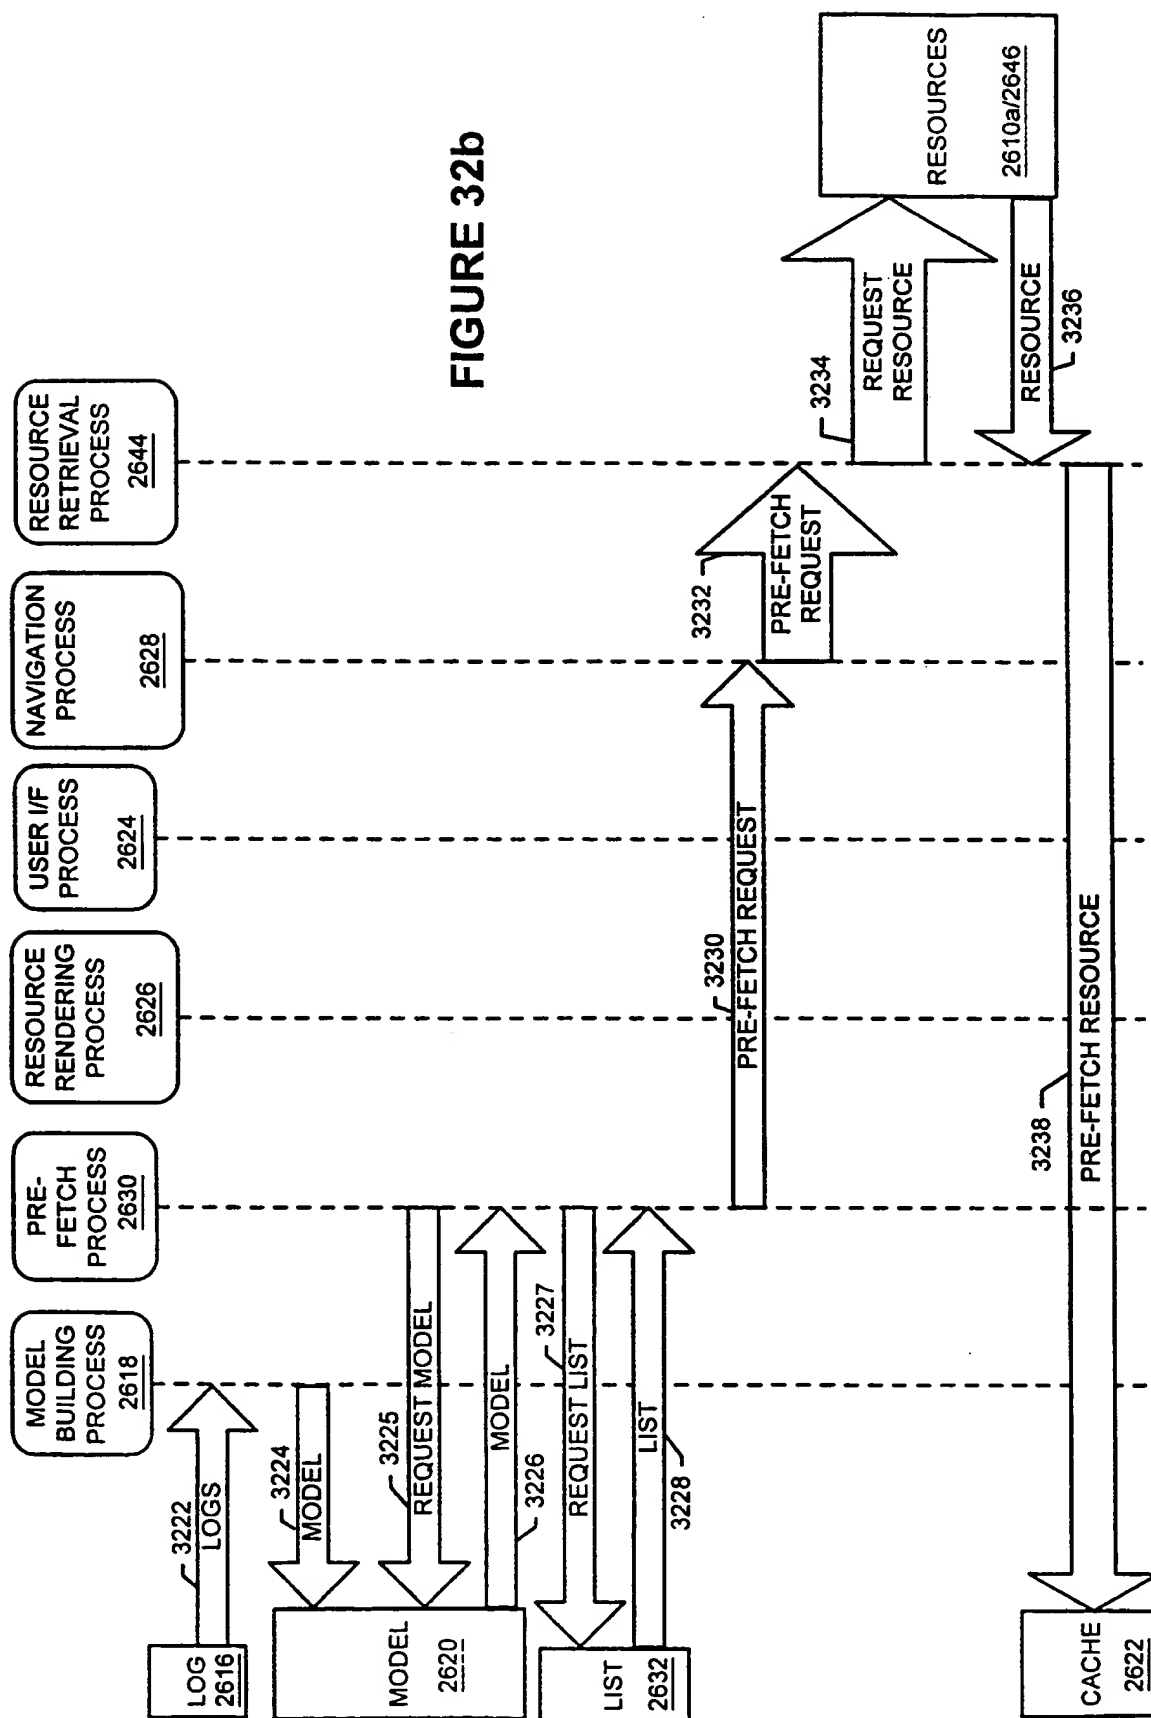 MODEL
BUILDING
PROCESS
2618
PRE-
FETCH
PROCESS
2630
RESOURCE
RENDERING
PROCESS
2626
USER I/F
PROCESS
2624
NAVIGATION
PROCESS
2628
RESOURCE
RETRIEVAL
PROCESS
2644
LOG
2616
3222
LOGS
3224
MODEL
MODEL
2620
3225
REQUEST MODEL
MODEL
3226
LIST
2632
3227
REQUEST LIST
LIST
3228
FIGURE 32b
3230
PRE-FETCH REQUEST
3232
PRE-FETCH
REQUEST
3234
REQUEST
RESOURCE
RESOURCES
2610a/2646
RESOURCE
3236
3238
PRE-FETCH RESOURCE
CACHE
2622